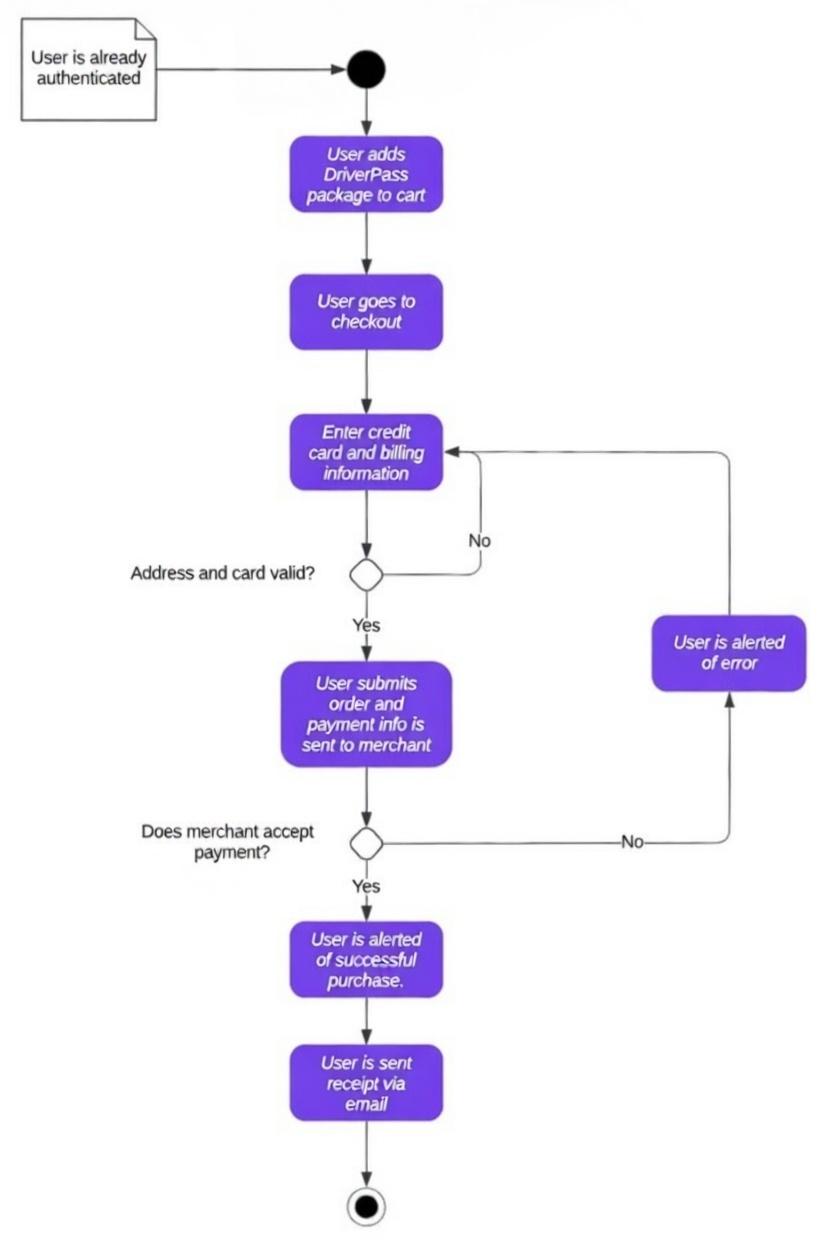 User is already
authenticated
User adds
DriverPass
package to cart
User goes to
checkout
Enter credit
card and billing
information
No
Address and card valid?
Yes
User is alerted
of error
User submits
order and
payment info is
sent to merchant
Does merchant accept
payment?
No
Yes
User is alerted
of successful
purchase.
User is sent
receipt via
email